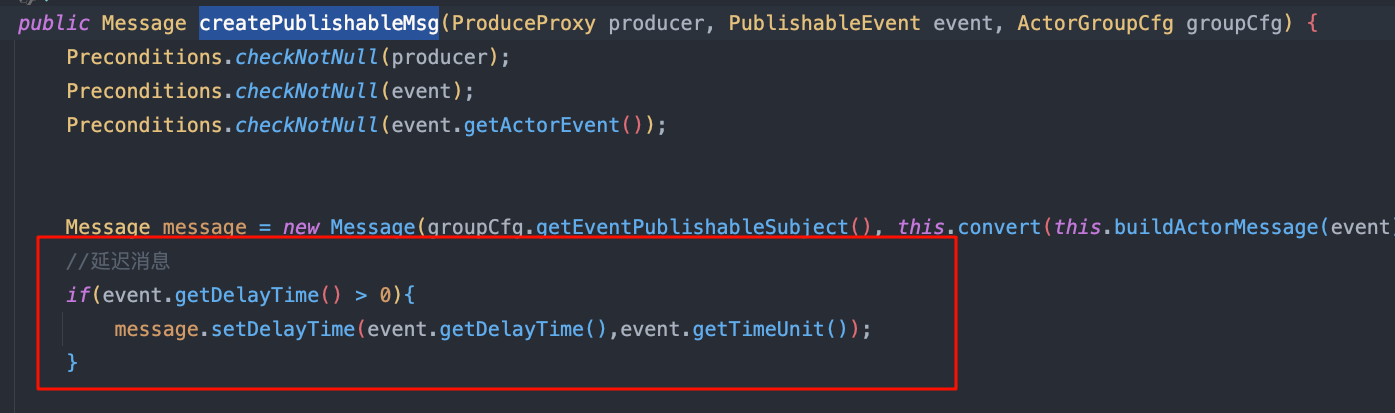 public Message createPublishableMsg(ProduceProxy producer, PublishableEvent event, ActorGroupCfg groupCfg) {
Preconditions.checkNotNull(producer);
Preconditions.checkNotNull(event);
Preconditions.checkNotNull(event.getActorEvent());
Message message = new Message(groupCfg.getEventPublishableSubject(), this.convert(this.buildActorMessage(event
//延迟消息
if(event.getDelayTime() > 0){
message.setDelayTime(event.getDelayTime(),event.getTimeUnit());
}